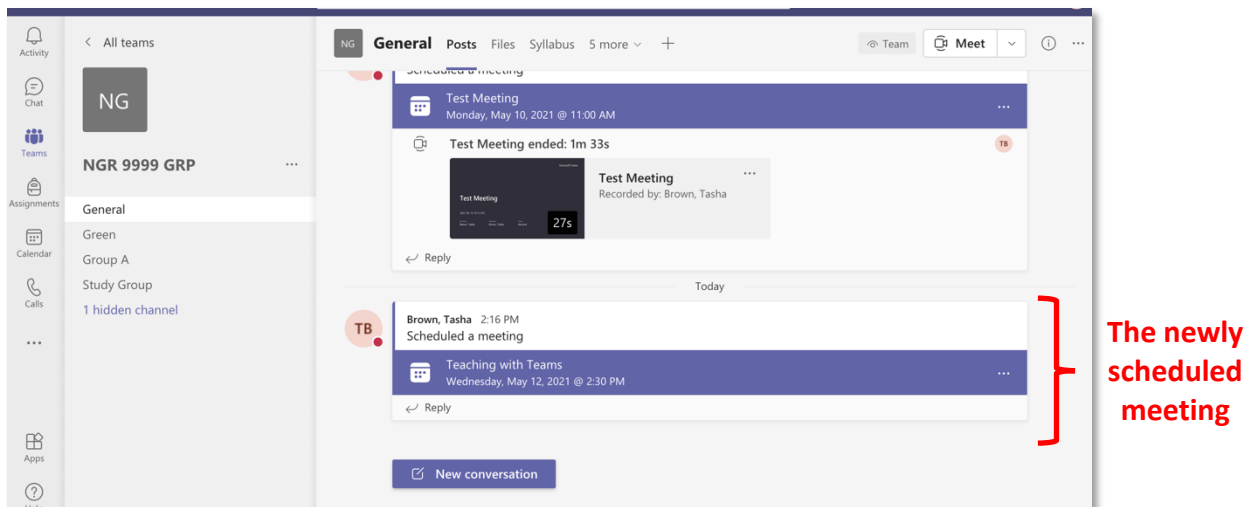 Activity
Chat
Teams
Assignments
Calendar
Calls
Apps
Help
All teams
NG
NGR 9999 GRP
General
Green
Group A
Study Group
1 hidden channel
NG General Posts Files Syllabus 5 more Team Meet
Scheduled a meeting
Test Meeting
Monday, May 10, 2021 @ 11:00 AM
Test Meeting ended: 1m 33s
TB
Test Meeting
27s
Test Meeting
Recorded by: Brown, Tasha
Reply
Today
TB
Brown, Tasha 2:16 PM
Scheduled a meeting
Teaching with Teams
Wednesday, May 12, 2021 @ 2:30 PM
Reply
New conversation
The newly
scheduled
meeting